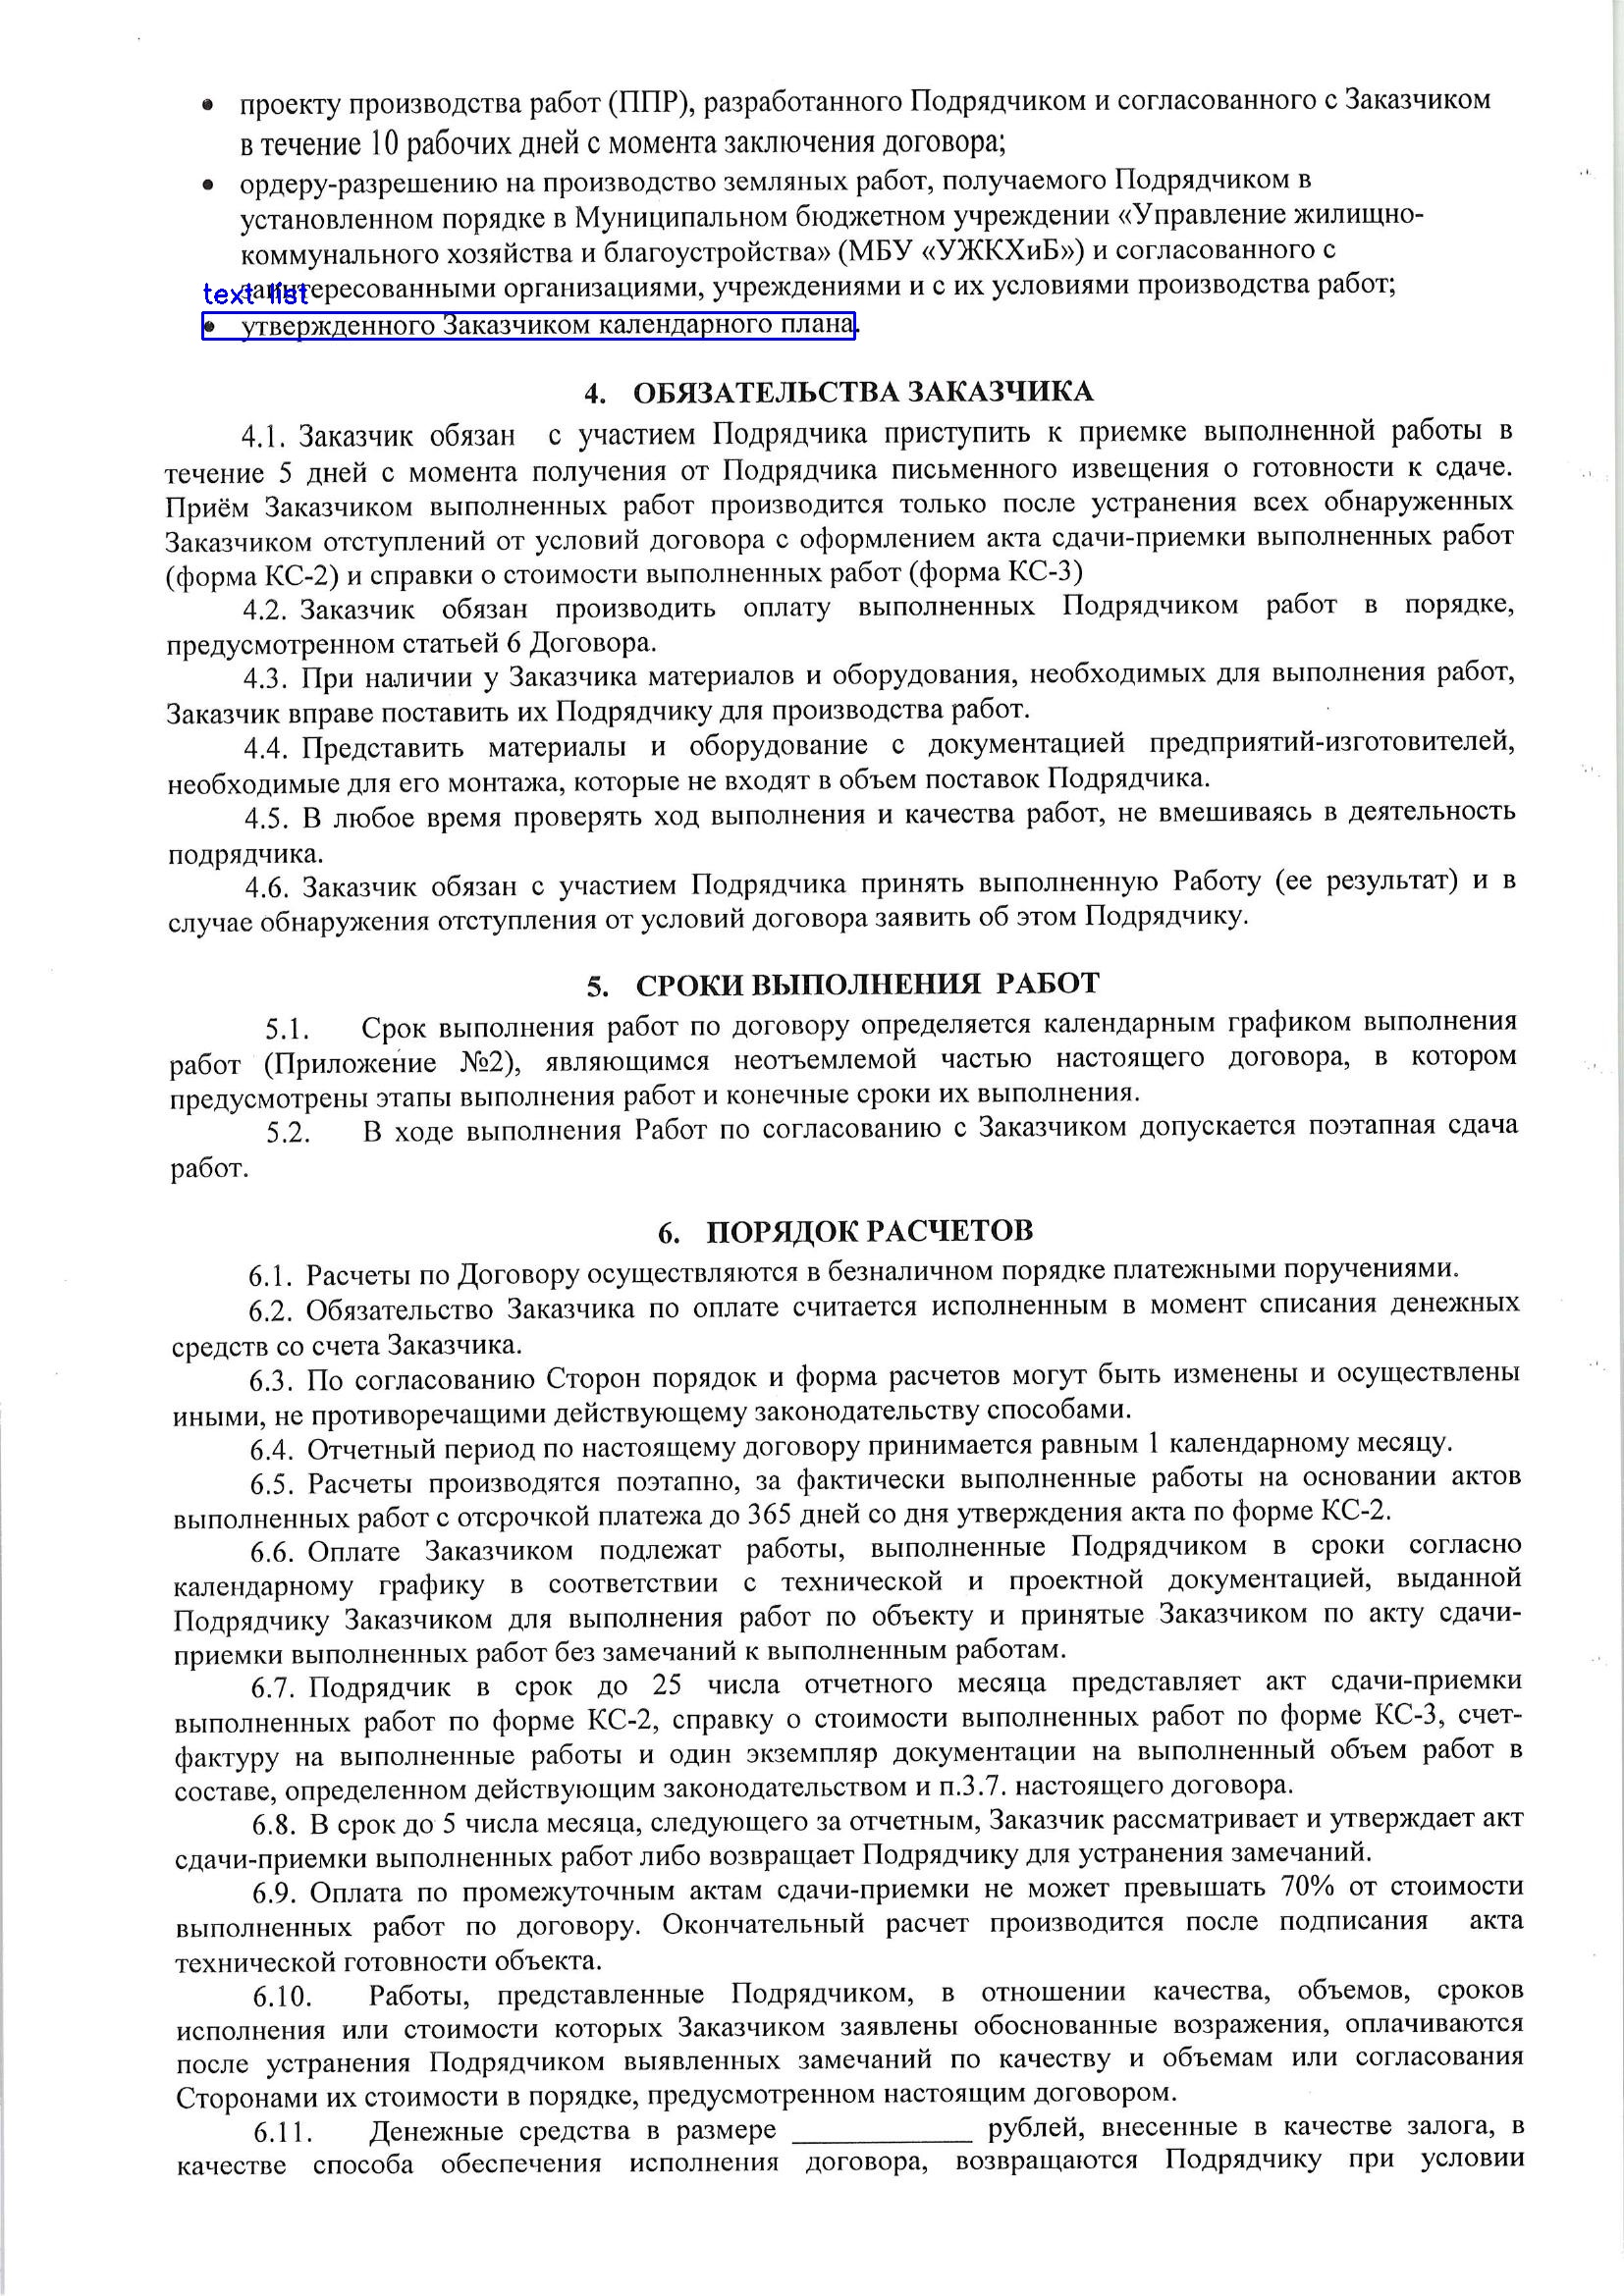 • проекту производства работ (ППР), разработанного Подрядчиком и согласованного с Заказчиком
в течение 10 рабочих дней с момента заключения договора;
• ордеру-разрешению на производство земляных работ, получаемого Подрядчиком в
установленном порядке в Муниципальном бюджетном учреждении «Управление жилищно-
коммунального хозяйства и благоустройства» (МБУ «УЖКХиБ») и согласованного с
заинтересованными организациями, учреждениями и с их условиями производства работ;
text list
• утвержденного Заказчиком календарного плана.
4. ОБЯЗАТЕЛЬСТВА ЗАКАЗЧИКА
4.1. Заказчик обязан с участием Подрядчика приступить к приемке выполненной работы в
течение 5 дней с момента получения от Подрядчика письменного извещения о готовности к сдаче.
Приём Заказчиком выполненных работ производится только после устранения всех обнаруженных
Заказчиком отступлений от условий договора с оформлением акта сдачи-приемки выполненных работ
(форма КС-2) и справки о стоимости выполненных работ (форма КС-3)
4.2. Заказчик обязан производить оплату выполненных Подрядчиком работ в порядке,
предусмотренном статьей 6 Договора.
4.3. При наличии у Заказчика материалов и оборудования, необходимых для выполнения работ,
Заказчик вправе поставить их Подрядчику для производства работ.
4.4. Представить материалы и оборудование с документацией предприятий-изготовителей,
необходимые для его монтажа, которые не входят в объем поставок Подрядчика.
4.5. В любое время проверять ход выполнения и качества работ, не вмешиваясь в деятельность
подрядчика.
4.6. Заказчик обязан с участием Подрядчика принять выполненную Работу (ее результат) и в
случае обнаружения отступления от условий договора заявить об этом Подрядчику.
5. СРОКИ ВЫПОЛНЕНИЯ РАБОТ
5.1. Срок выполнения работ по договору определяется календарным графиком выполнения
работ (Приложение №2), являющимся неотъемлемой частью настоящего договора, в котором
предусмотрены этапы выполнения работ и конечные сроки их выполнения.
5.2. В ходе выполнения Работ по согласованию с Заказчиком допускается поэтапная сдача
работ.
6. ПОРЯДОК РАСЧЕТОВ
6.1. Расчеты по Договору осуществляются в безналичном порядке платежными поручениями.
6.2. Обязательство Заказчика по оплате считается исполненным в момент списания денежных
средств со счета Заказчика.
6.3. По согласованию Сторон порядок и форма расчетов могут быть изменены и осуществлены
иными, не противоречащими действующему законодательству способами.
6.4. Отчетный период по настоящему договору принимается равным 1 календарному месяцу.
6.5. Расчеты производятся поэтапно, за фактически выполненные работы на основании актов
выполненных работ с отсрочкой платежа до 365 дней со дня утверждения акта по форме КС-2.
6.6. Оплате Заказчиком подлежат работы, выполненные Подрядчиком в сроки согласно
календарному графику в соответствии с технической и проектной документацией, выданной
Подрядчику Заказчиком для выполнения работ по объекту и принятые Заказчиком по акту сдачи-
приемки выполненных работ без замечаний к выполненным работам.
6.7. Подрядчик в срок до 25 числа отчетного месяца представляет акт сдачи-приемки
выполненных работ по форме КС-2, справку о стоимости выполненных работ по форме КС-3, счет-
фактуру на выполненные работы и один экземпляр документации на выполненный объем работ в
составе, определенном действующим законодательством и п.3.7. настоящего договора.
6.8. В срок до 5 числа месяца, следующего за отчетным, Заказчик рассматривает и утверждает акт
сдачи-приемки выполненных работ либо возвращает Подрядчику для устранения замечаний.
6.9. Оплата по промежуточным актам сдачи-приемки не может превышать 70% от стоимости
выполненных работ по договору. Окончательный расчет производится после подписания акта
технической готовности объекта.
6.10. Работы, представленные Подрядчиком, в отношении качества, объемов, сроков
исполнения или стоимости которых Заказчиком заявлены обоснованные возражения, оплачиваются
после устранения Подрядчиком выявленных замечаний по качеству и объемам или согласования
Сторонами их стоимости в порядке, предусмотренном настоящим договором.
6.11. Денежные средства в размере ____________ рублей, внесенные в качестве залога, в
качестве способа обеспечения исполнения договора, возвращаются Подрядчику при условии